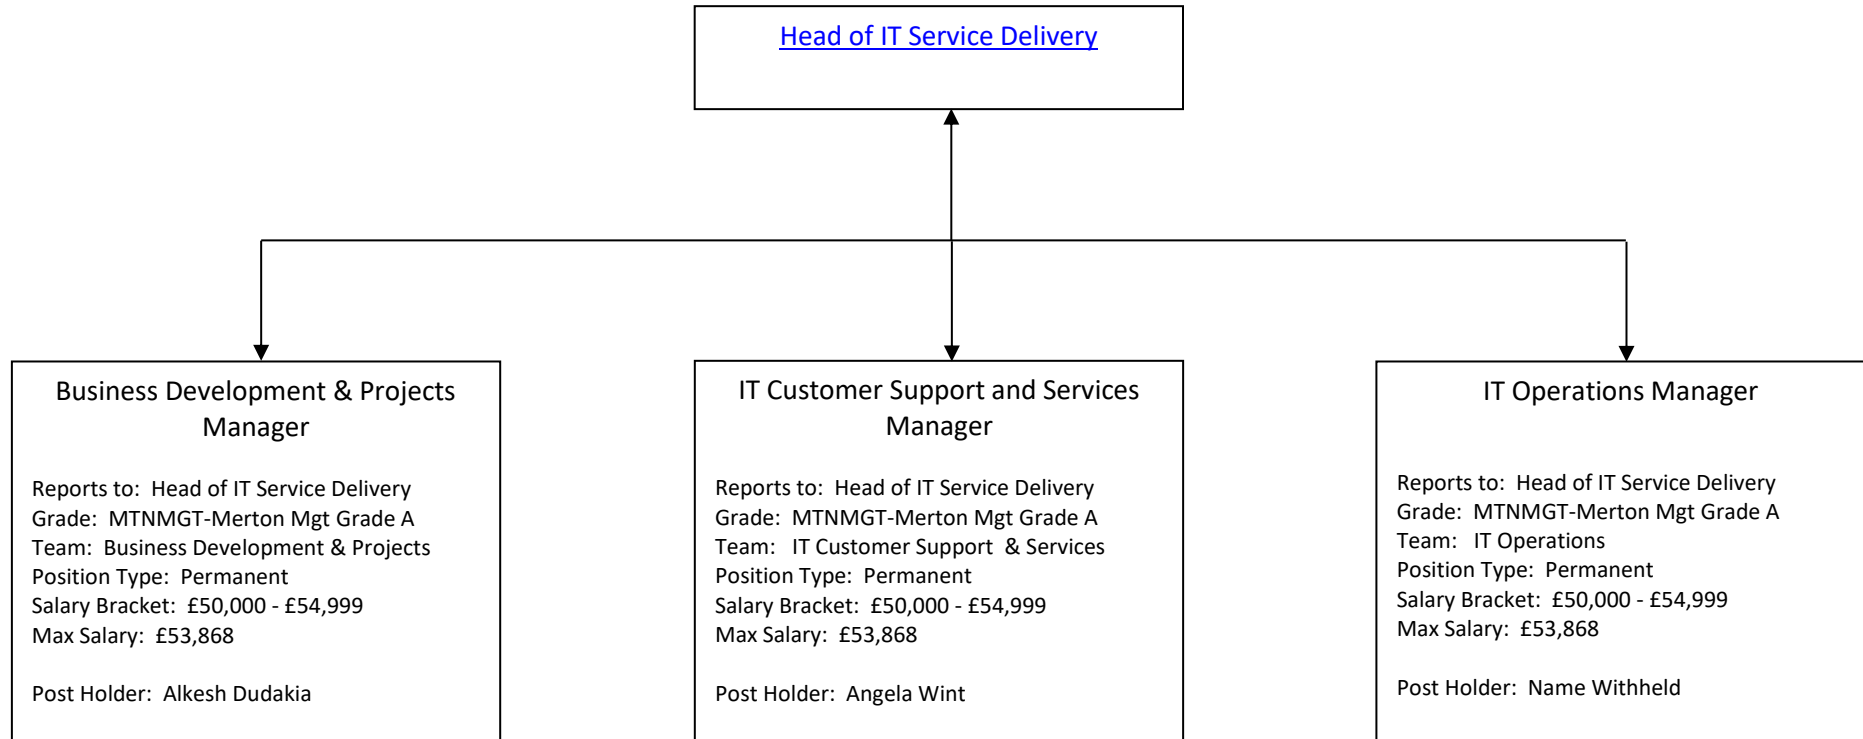 Head of IT Service Delivery
Business Development & Projects
Manager
Reports to:  Head of IT Service Delivery
Grade:  MTNMGT-Merton Mgt Grade A
Team:  Business Development & Projects
Position Type:  Permanent
Salary Bracket:  £50,000 - £54,999
Max Salary:  £53,868
Post Holder:  Alkesh Dudakia
IT Customer Support and Services
Manager
Reports to:  Head of IT Service Delivery
Grade:  MTNMGT-Merton Mgt Grade A
Team:   IT Customer Support  & Services
Position Type:  Permanent
Salary Bracket:  £50,000 - £54,999
Max Salary:  £53,868
Post Holder:  Angela Wint
IT Operations Manager
Reports to:  Head of IT Service Delivery
Grade:  MTNMGT-Merton Mgt Grade A
Team:   IT Operations
Position Type:  Permanent
Salary Bracket:  £50,000 - £54,999
Max Salary:  £53,868
Post Holder:  Name Withheld